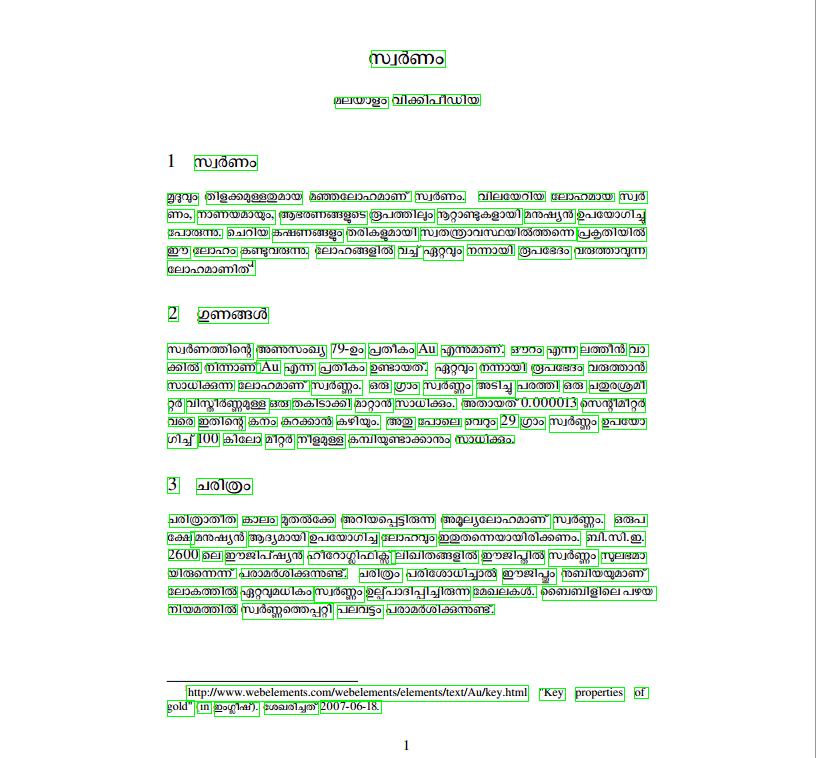 സ്വർണം
മലയാളം വിക്കിപീഡിയ
1 സ്വർണം
മൃദുവും തിളക്കമുള്ളതുമായ മഞ്ഞലോഹമാണ് സ്വർണം. വിലയേറിയ ലോഹമായ സ്വർ
ണം, നാണയമായും, ആഭരണങ്ങളുടെ രൂപത്തിലും നൂറ്റാണ്ടുകളായി മനുഷ്യൻ ഉപയോഗിച്ചു
പോരുന്നു. ചെറിയ കഷണങ്ങളും തരികളുമായി സ്വതന്ത്രാവസ്ഥയിൽത്തന്നെ പ്രകൃതിയിൽ
ഈ ലോഹം കണ്ടുവരുന്നു. ലോഹങ്ങളിൽ വച്ച് ഏറ്റവും നന്നായി രൂപഭേദം വരുത്താവുന്ന
ലോഹമാണിത്1
2 ഗുണങ്ങൾ
സ്വർണത്തിന്റെ അണുസംഖ്യ 79-ഉം പ്രതീകം Au എന്നുമാണ്. ഔറം എന്ന ലത്തീൻ വാ
ക്കിൽ നിന്നാണ് Au എന്ന പ്രതീകം ഉണ്ടായത്. ഏറ്റവും നന്നായി രൂപഭേദം വരുത്താൻ
സാധിക്കുന്ന ലോഹമാണ് സ്വർണ്ണം. ഒരു ഗ്രാം സ്വർണ്ണം അടിച്ചു പരത്തി ഒരു ചതുരശ്രമീ
റ്റർ വിസ്തീർണ്ണമുള്ള ഒരു തകിടാക്കി മാറ്റാൻ സാധിക്കും. അതായത് 0.000013 സെന്റീമീറ്റർ
വരെ ഇതിന്റെ കനം കുറക്കാൻ കഴിയും. അതു പോലെ വെറും 29 ഗ്രാം സ്വർണ്ണം ഉപയോ
ഗിച്ച് 100 കിലോ മീറ്റർ നീളമുള്ള കമ്പിയുണ്ടാക്കാനും സാധിക്കും.
3 ചരിത്രം
ചരിത്രാതീത കാലം മുതൽക്കേ അറിയപ്പെട്ടിരുന്ന അമൂല്യലോഹമാണ് സ്വർണ്ണം. ഒരുപ
ക്ഷേ മനുഷ്യൻ ആദ്യമായി ഉപയോഗിച്ച ലോഹവും ഇതുതന്നെയായിരിക്കണം. ബി.സി.ഇ.
2600 ലെ ഈജിപ്ഷ്യൻ ഹീറോഗ്ലിഫിക്സ് ലിഖിതങ്ങളിൽ ഈജിപ്തിൽ സ്വർണ്ണം സുലഭമാ
യിരുന്നെന്ന് പരാമർശിക്കുന്നുണ്ട്. ചരിത്രം പരിശോധിച്ചാൽ ഈജിപ്തും നുബിയയുമാണ്
ലോകത്തിൽ ഏറ്റവുമധികം സ്വർണ്ണം ഉല്പ്പാദിപ്പിച്ചിരുന്ന മേഖലകൾ. ബൈബിളിലെ പഴയ
നിയമത്തിൽ സ്വർണ്ണത്തെപ്പറ്റി പലവട്ടം പരാമർശിക്കുന്നുണ്ട്.
1http://www.webelements.com/webelements/elements/text/Au/key.html "Key properties of
gold" (in ഇംഗ്ലീഷ്). ശേഖരിച്ചത് 2007-06-18.
1